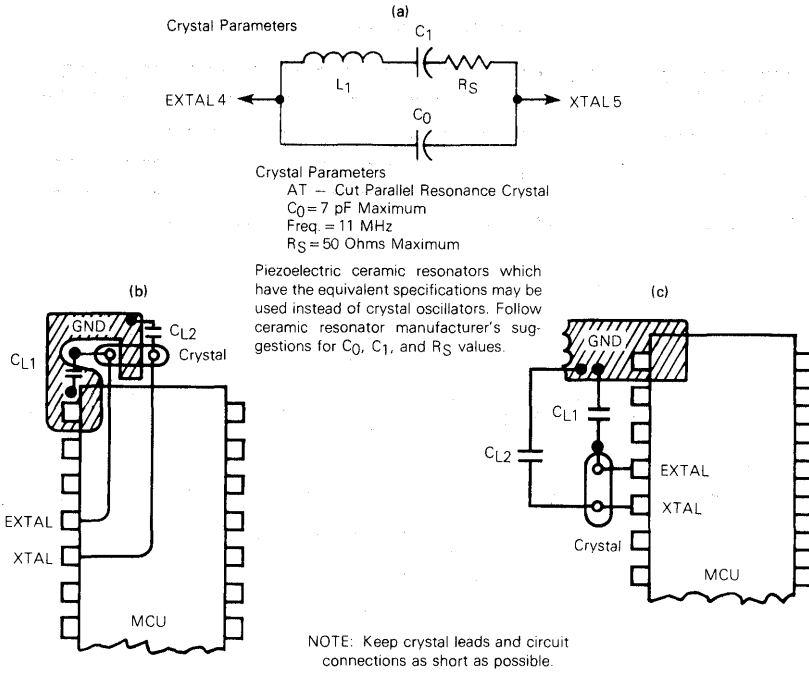 (a)
Crystal Parameters
C1
L1
RS
EXTAL 4
XTAL 5
C0
Crystal Parameters
AT – Cut Parallel Resonance Crystal
C0 = 7 pF Maximum
Freq. = 11 MHz
RS = 50 Ohms Maximum
Piezoelectric ceramic resonators which
have the equivalent specifications may be
used instead of crystal oscillators. Follow
ceramic resonator manufacturer's sug-
gestions for C0, C1, and RS values.
(b)
GND
CL2
Crystal
CL1
EXTAL
XTAL
MCU
(c)
GND
CL1
CL2
EXTAL
XTAL
Crystal
MCU
NOTE: Keep crystal leads and circuit
connections as short as possible.